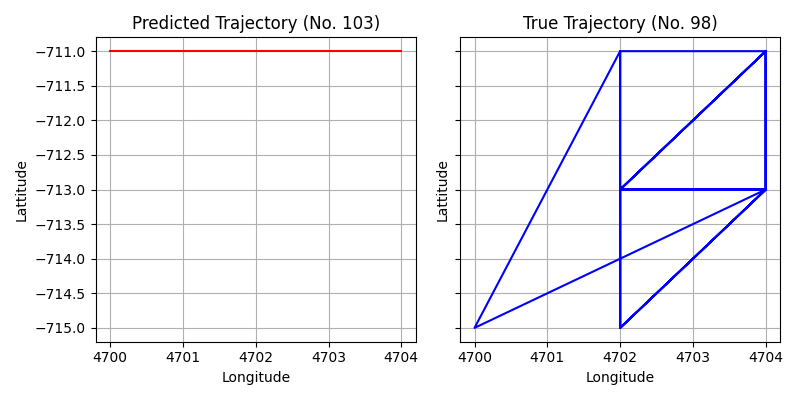 Predicted Trajectory (No. 103)
True Trajectory (No. 98)
Lattitude
−711.0
−711.5
−712.0
−712.5
−713.0
−713.5
−714.0
−714.5
−715.0
4700 4701 4702 4703 4704
Longitude
Lattitude
4700 4701 4702 4703 4704
Longitude